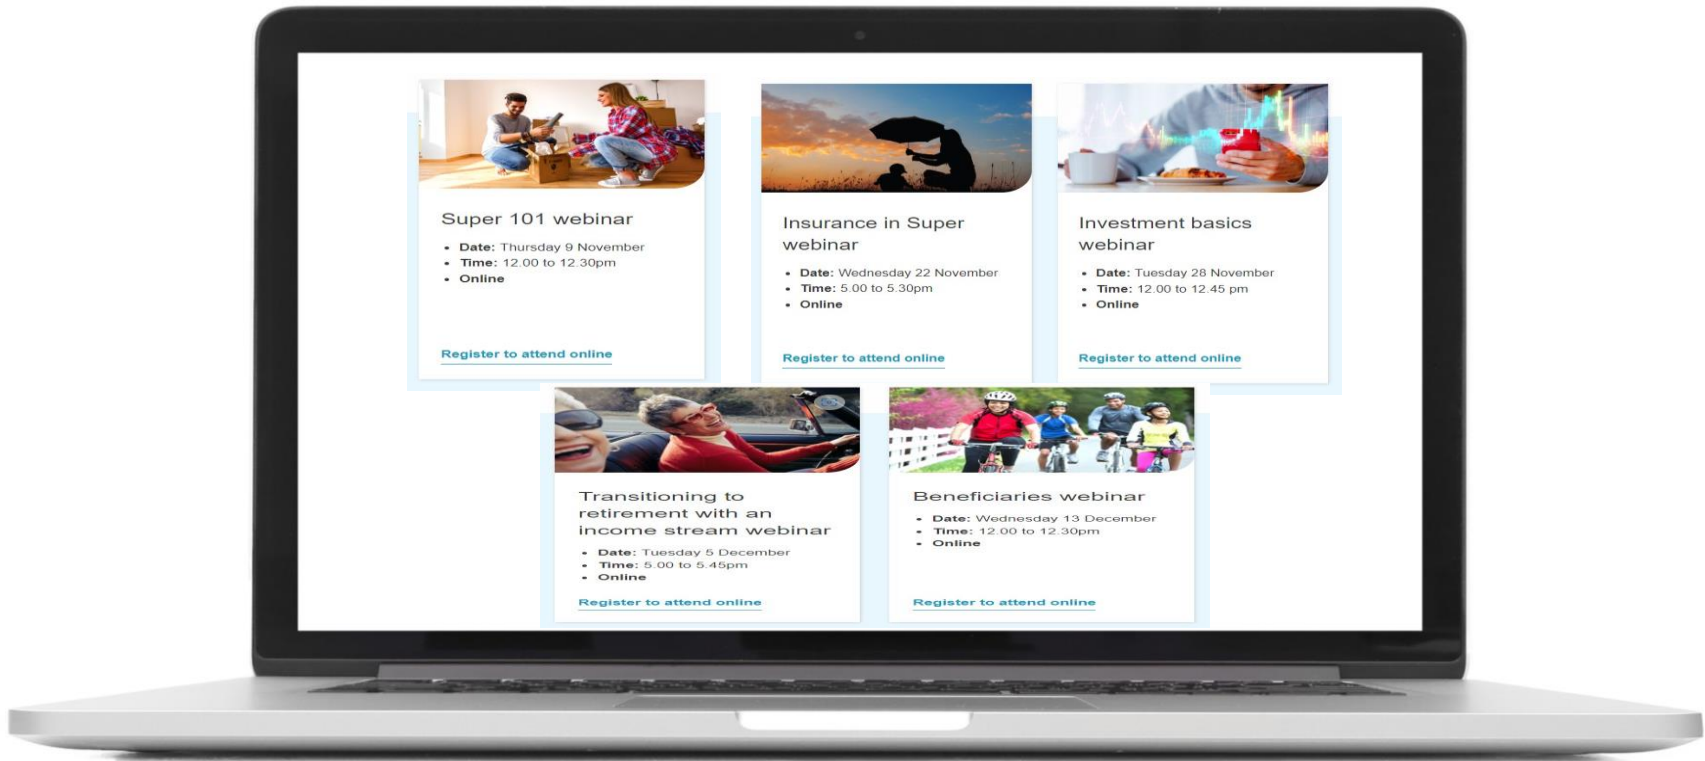 Super 101 webinar
• Date: Thursday 9 November
• Time: 12.00 to 12.30pm
• Online
Register to attend online
Insurance in Super
webinar
• Date: Wednesday 22 November
• Time: 5.00 to 5.30pm
• Online
Register to attend online
Investment basics
webinar
• Date: Tuesday 28 November
• Time: 12.00 to 12.45 pm
• Online
Register to attend online
Transitioning to
retirement with an
income stream webinar
• Date: Tuesday 5 December
• Time: 5.00 to 5.45pm
• Online
Register to attend online
Beneficiaries webinar
• Date: Wednesday 13 December
• Time: 12.00 to 12.30pm
• Online
Register to attend online